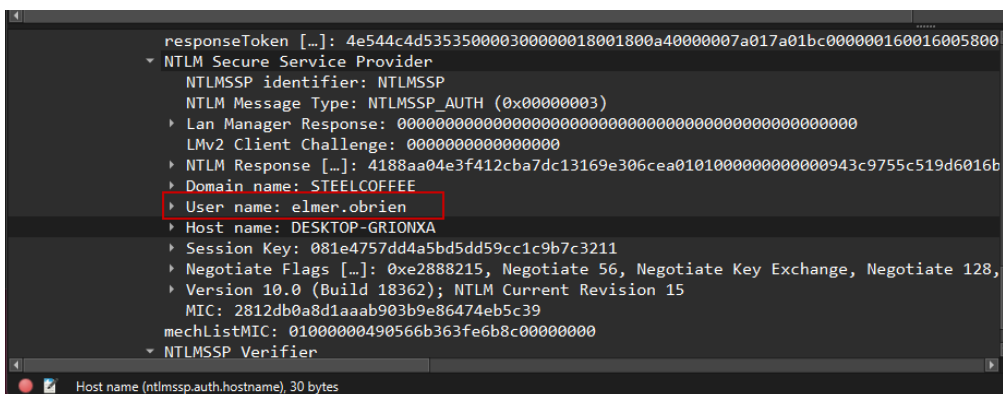 responseToken […]: 4e544c4d535350000300000018001800a40000007a017a01bc000000160016005800
NTLM Secure Service Provider
NTLMSSP identifier: NTLMSSP
NTLM Message Type: NTLMSSP_AUTH (0x00000003)
Lan Manager Response: 000000000000000000000000000000000000000000000000
LMv2 Client Challenge: 0000000000000000
NTLM Response […]: 4188aa04e3f412cba7dc13169e306cea0101000000000000943c9755c519d6016b
Domain name: STEELCOFFEE
User name: elmer.obrien
Host name: DESKTOP-GRIONXA
Session Key: 081e4757dd4a5bd5dd59cc1c9b7c3211
Negotiate Flags […]: 0xe2888215, Negotiate 56, Negotiate Key Exchange, Negotiate 128,
Version 10.0 (Build 18362); NTLM Current Revision 15
MIC: 2812db0a8d1aaab903b9e86474eb5c39
mechListMIC: 01000000490566b363fe6b8c00000000
NTLMSSP Verifier
Host name (ntlmssp.auth.hostname), 30 bytes